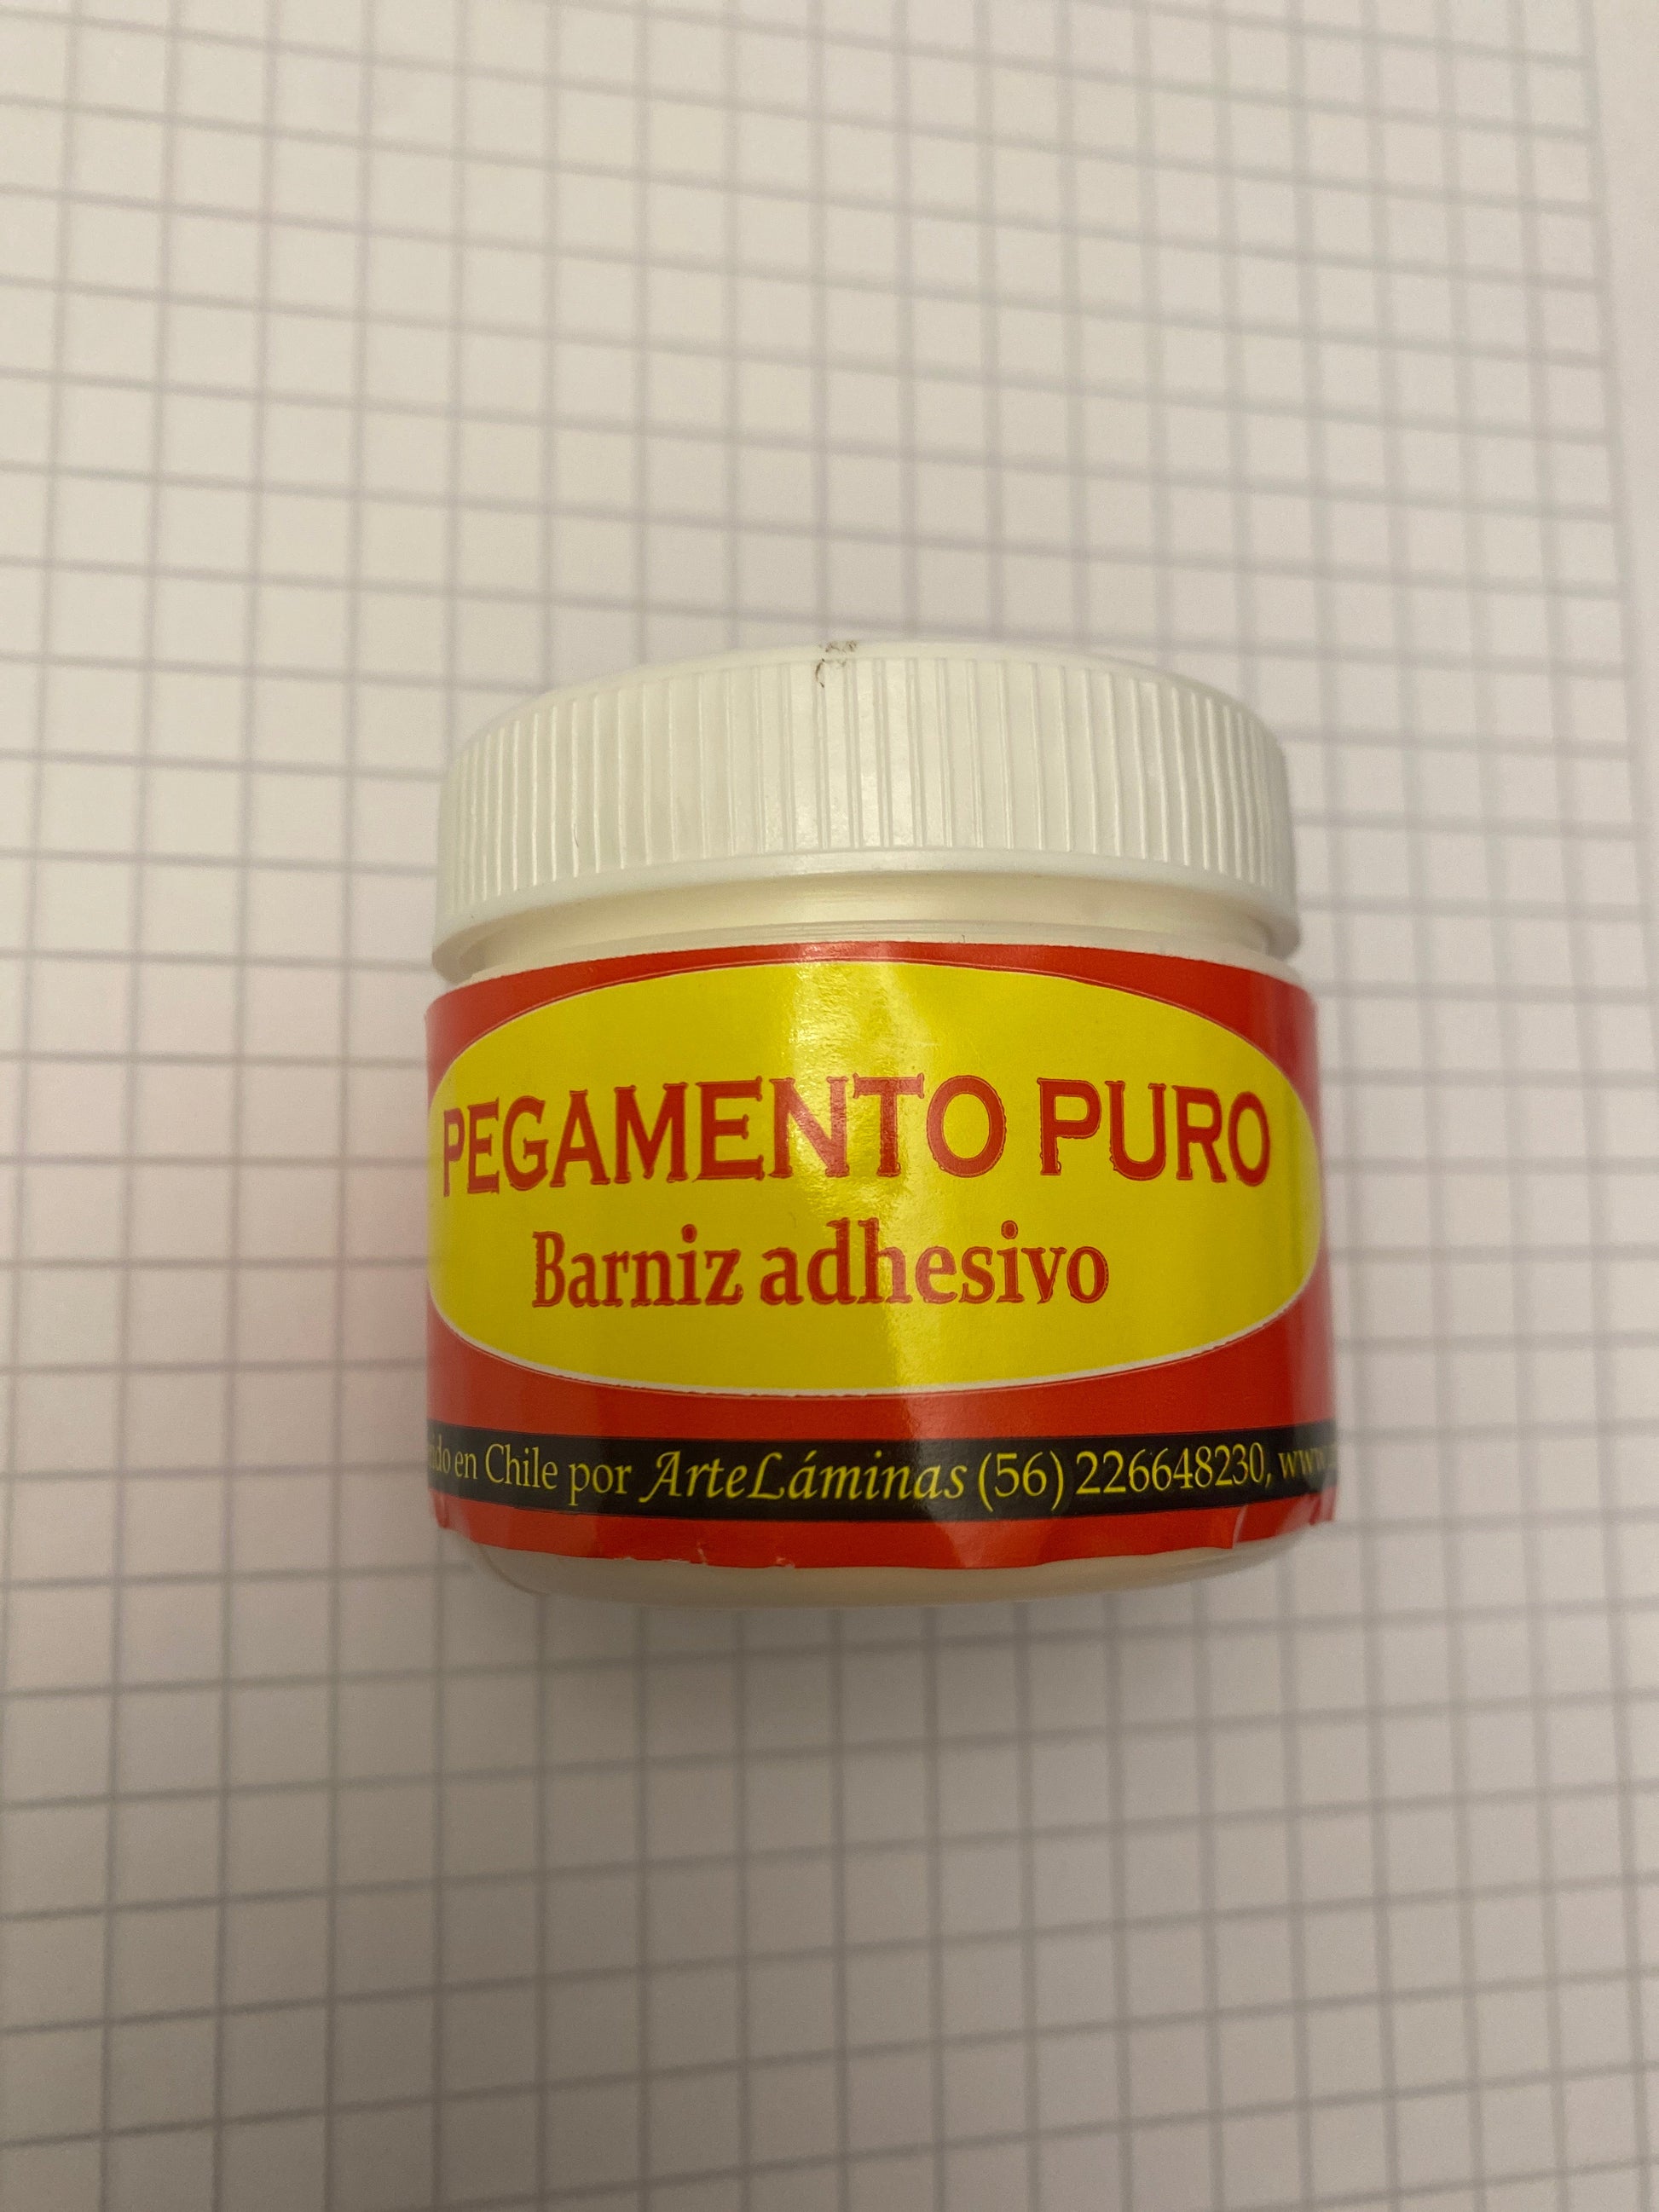 PEGAMENTO PURO
Barniz adhesivo
en Chile por ArteLáminas (56) 226648230,